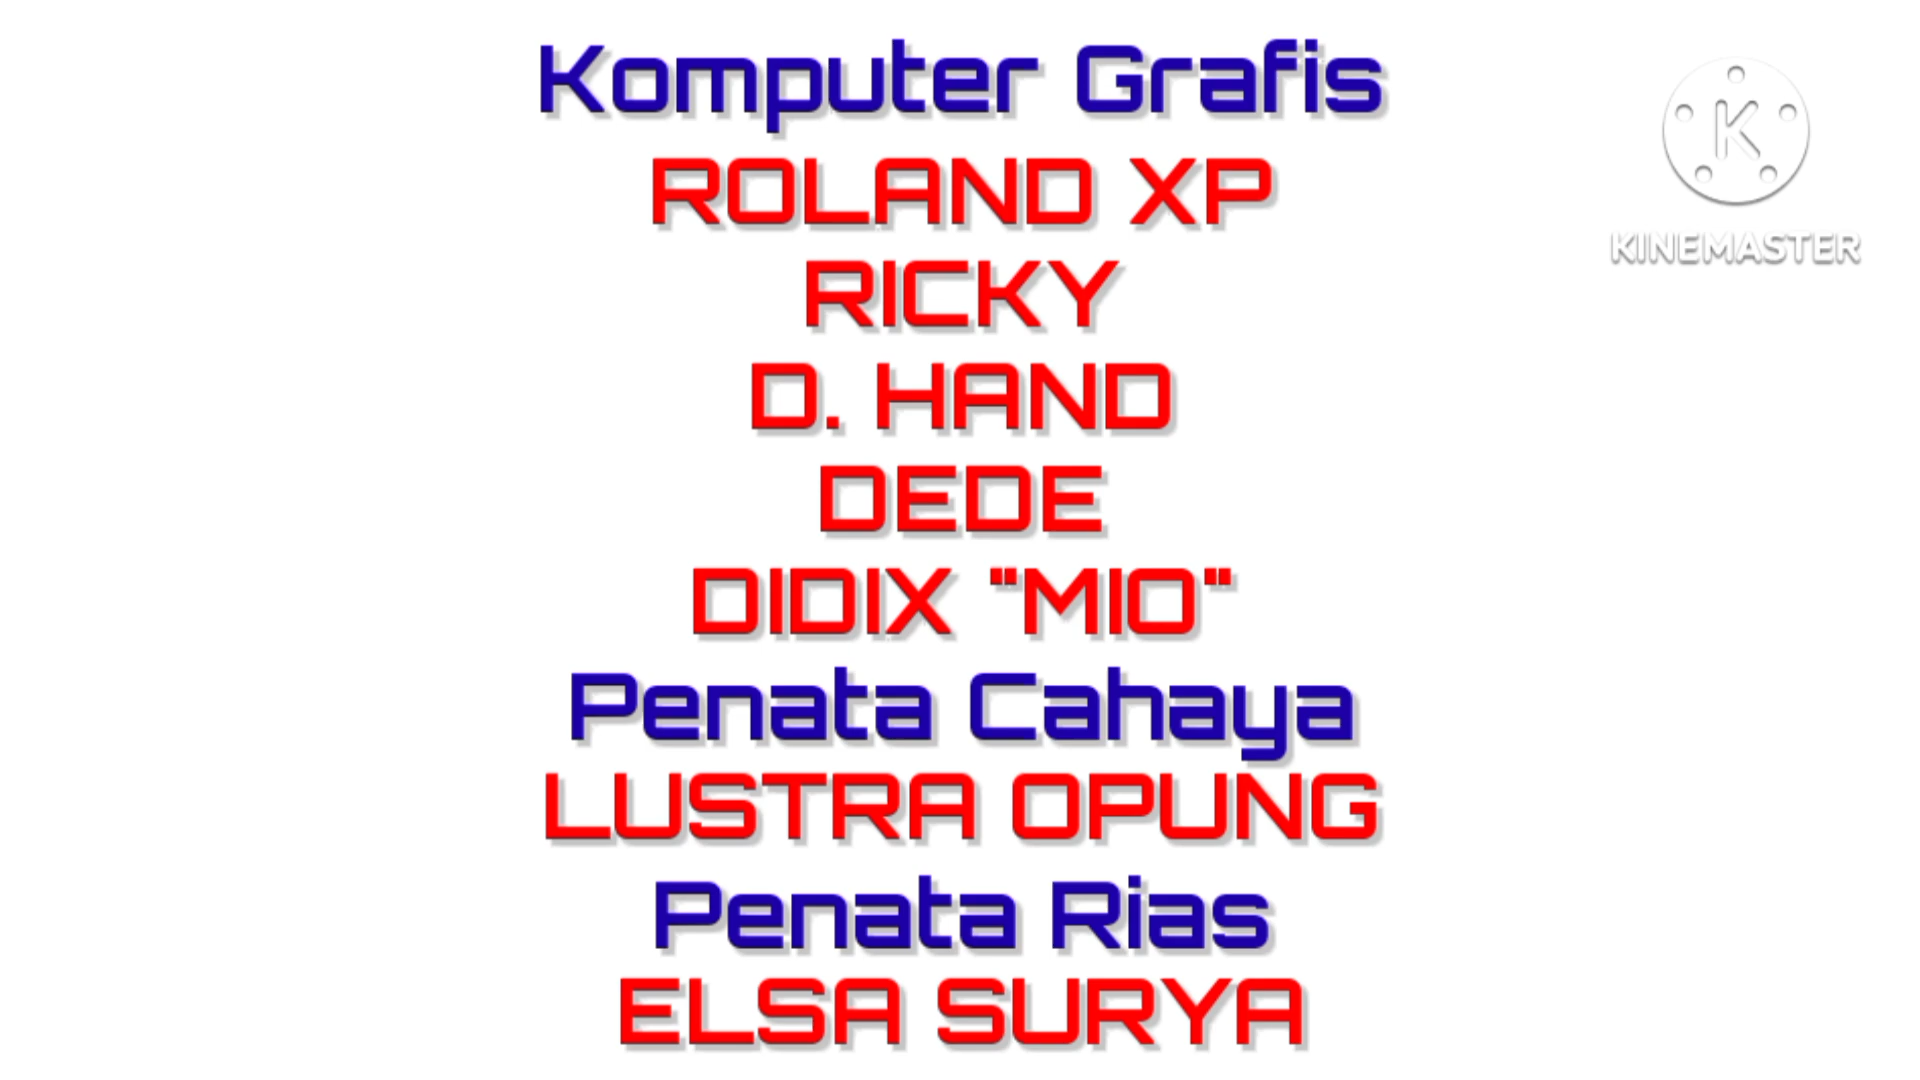 Komputer Grafis
ROLAND XP
RICKY
D. HAND
DEDE
DIDIX "MIO"
Penata Cahaya
LUSTRA OPUNG
Penata Rias
ELSA SURYA
K
KINEMASTER